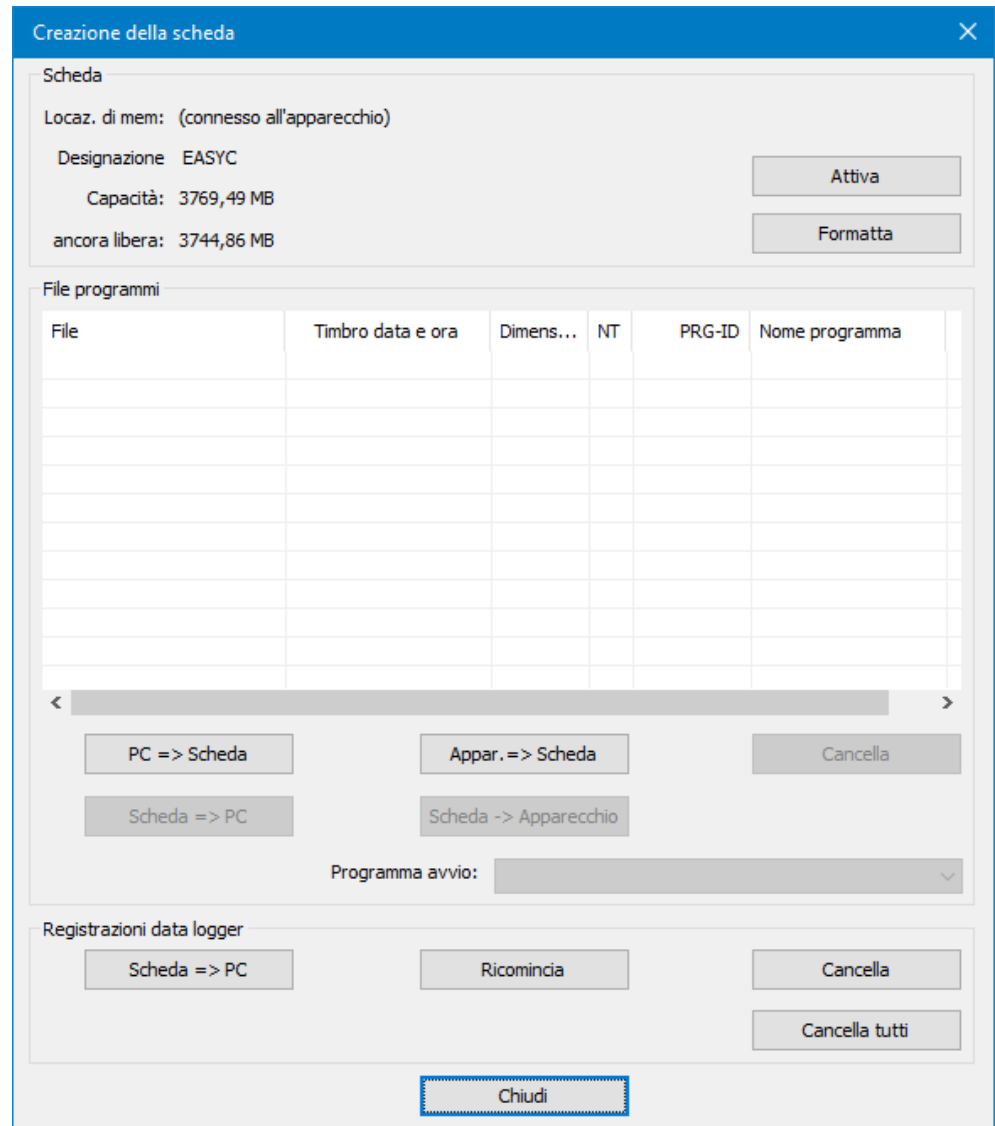 Creazione della scheda
Scheda
Locaz. di mem: (connesso all'apparecchio)
Designazione EASYC
Capacità: 3769,49 MB
ancora libera: 3744,86 MB
Attiva
Formatta
File programmi
File Timbro data e ora Dimens... NT PRG-ID Nome programma
PC => Scheda Appar.=> Scheda Cancella
Scheda => PC Scheda -> Apparecchio
Programma avvio:
Registrazioni data logger
Scheda => PC Ricomincia Cancella
Cancella tutti
Chiudi